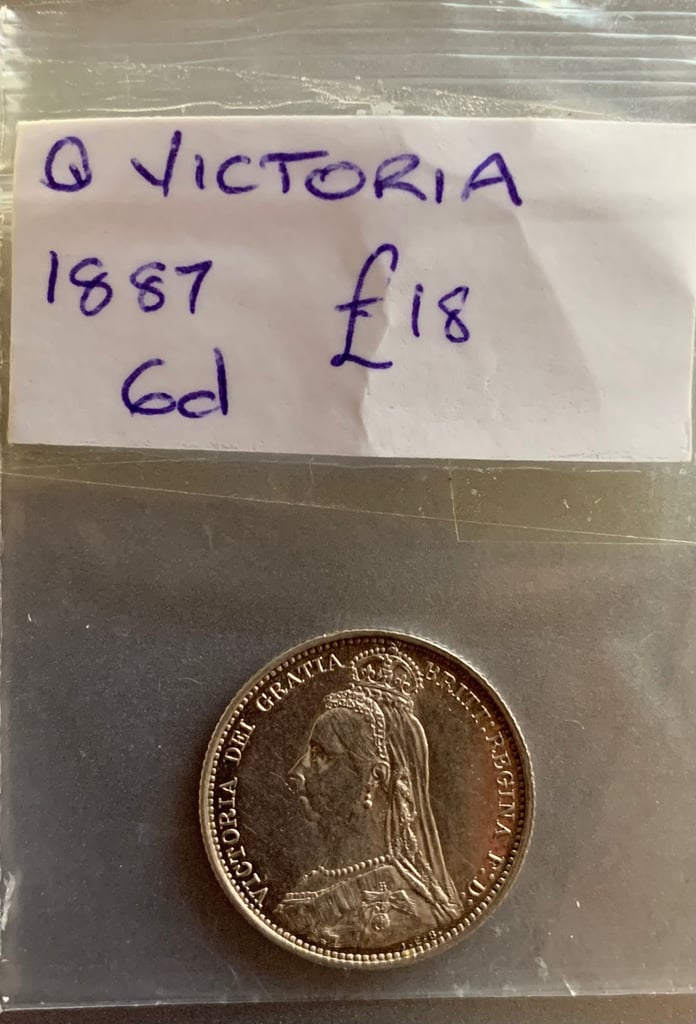 Q VICTORIA
1887 £18
6d
VICTORIA DEI GRATIA BRITT: REGINA F:D:
J.E.B.